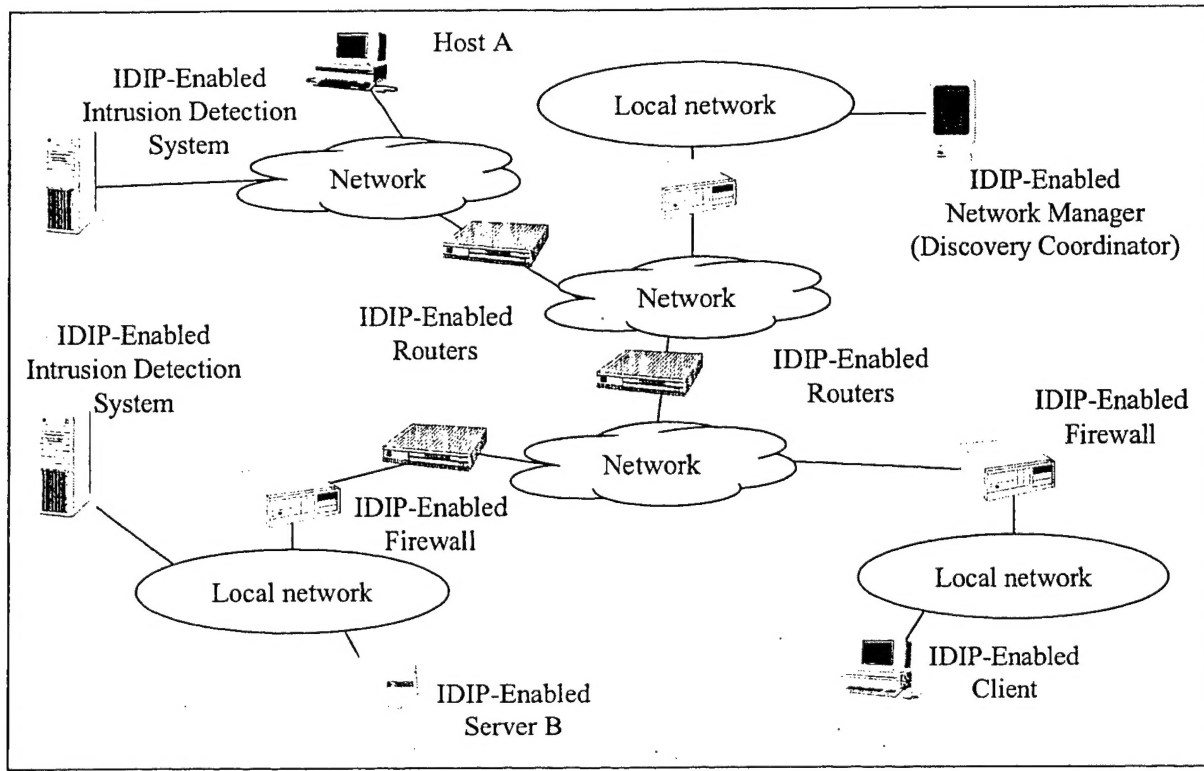 Host A
IDIP-Enabled
Intrusion Detection
System
Local network
Network
IDIP-Enabled
Network Manager
(Discovery Coordinator)
Network
IDIP-Enabled
Routers
IDIP-Enabled
Intrusion Detection
System
IDIP-Enabled
Routers
IDIP-Enabled
Firewall
Network
IDIP-Enabled
Firewall
Local network
Local network
IDIP-Enabled
Server B
IDIP-Enabled
Client